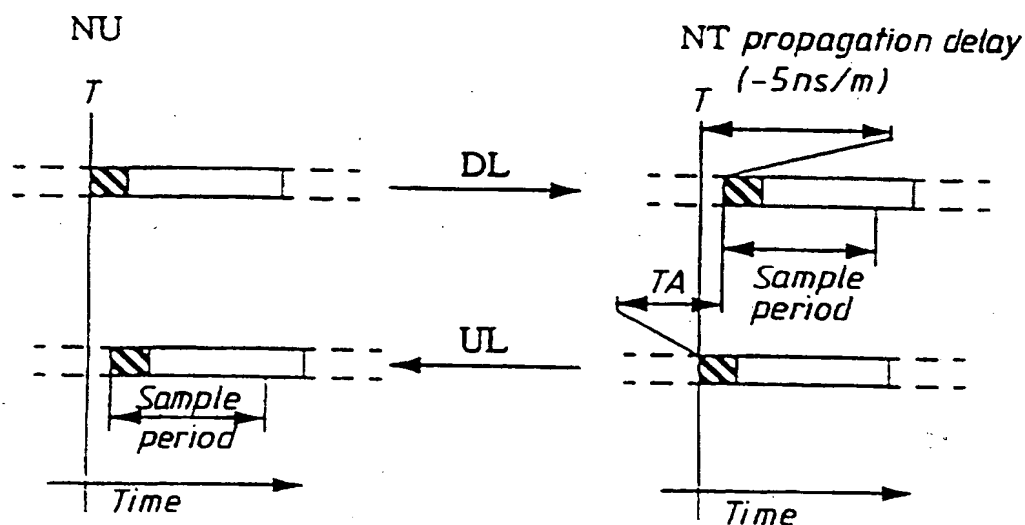 NU
NT propagation delay
(-5ns/m)
T
T
DL
Sample
period
TA
UL
Sample
period
Time
Time